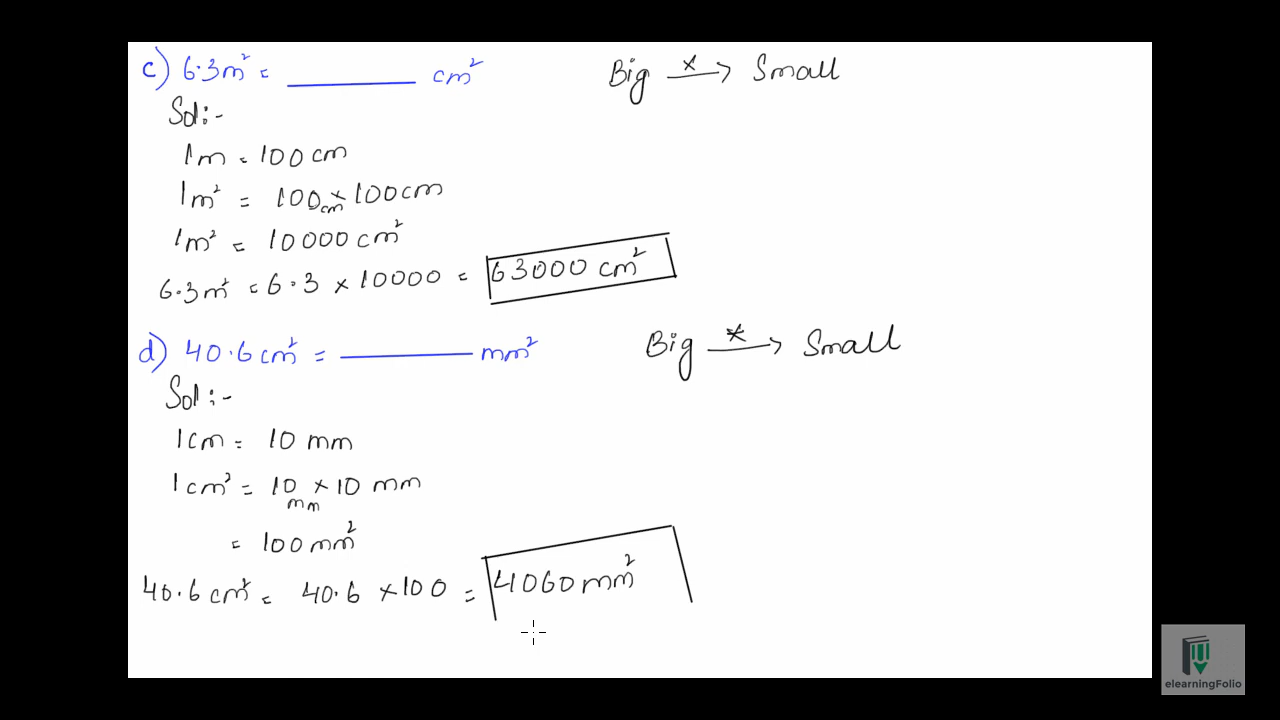 c) 6.3m² = ______ cm²
Big —×→ Small
Sol:-
1m = 100 cm
1m² = 100cm × 100cm
1m² = 10000 cm²
6.3m² = 6.3 × 10000 = 63000 cm²
d) 40.6 cm² = ______ mm²
Big —×→ Small
Sol:-
1cm = 10 mm
1cm² = 10mm × 10 mm
= 100 mm²
40.6 cm² = 40.6 × 100 = 4060 mm²
elearningFolio